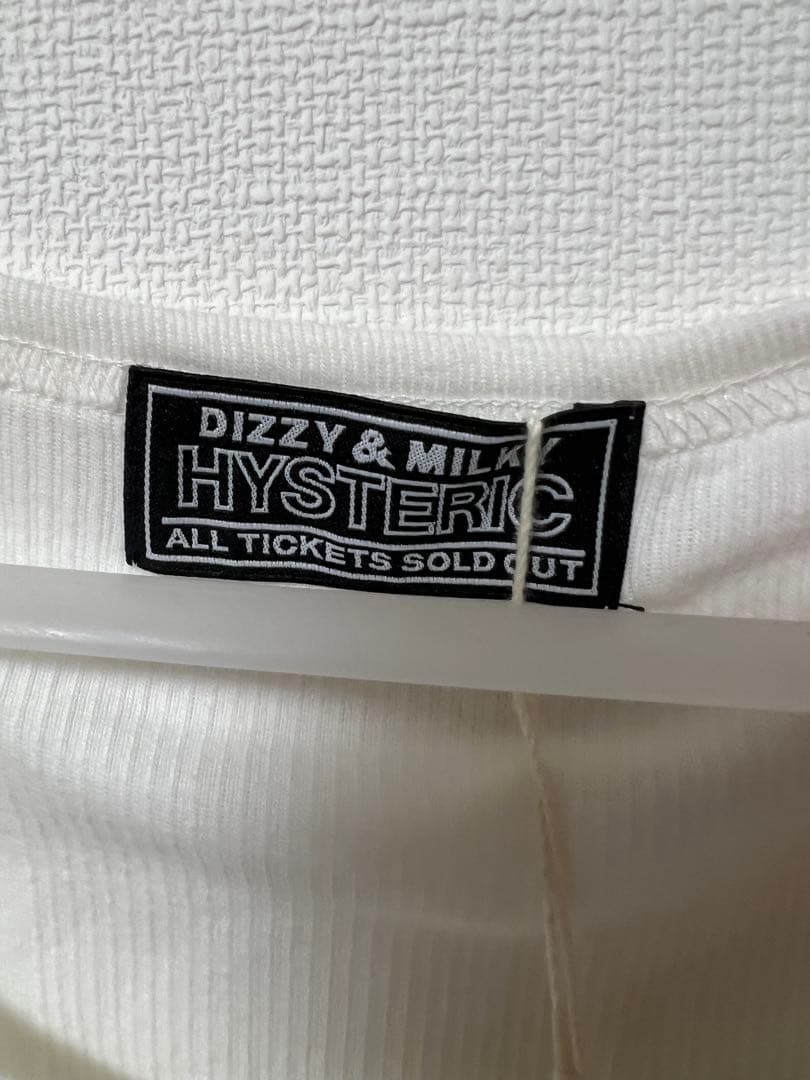 DIZZY & MILKY
HYSTERIC
ALL TICKETS SOLD OUT